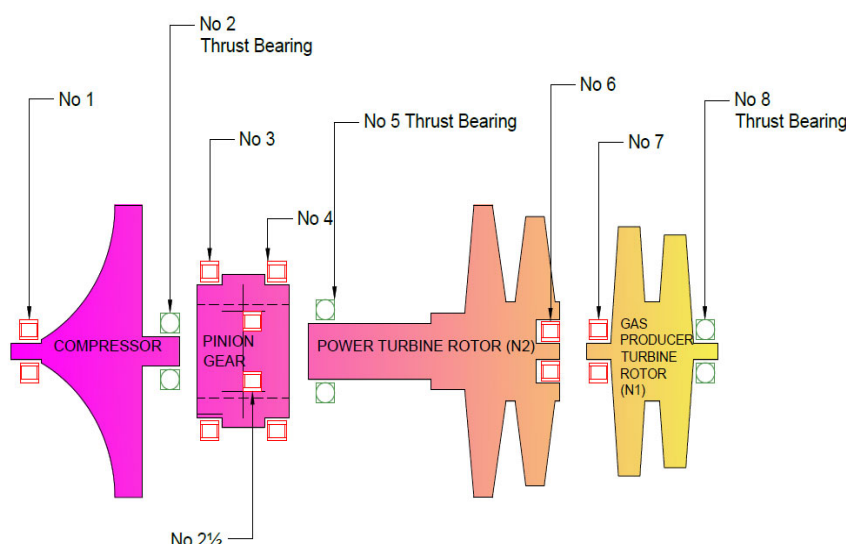 No 2
Thrust Bearing
No 1
No 3
No 4
No 5 Thrust Bearing
No 6
No 7
No 8
Thrust Bearing
COMPRESSOR
PINION
GEAR
POWER TURBINE ROTOR (N2)
GAS
PRODUCER
TURBINE
ROTOR
(N1)
No 2½